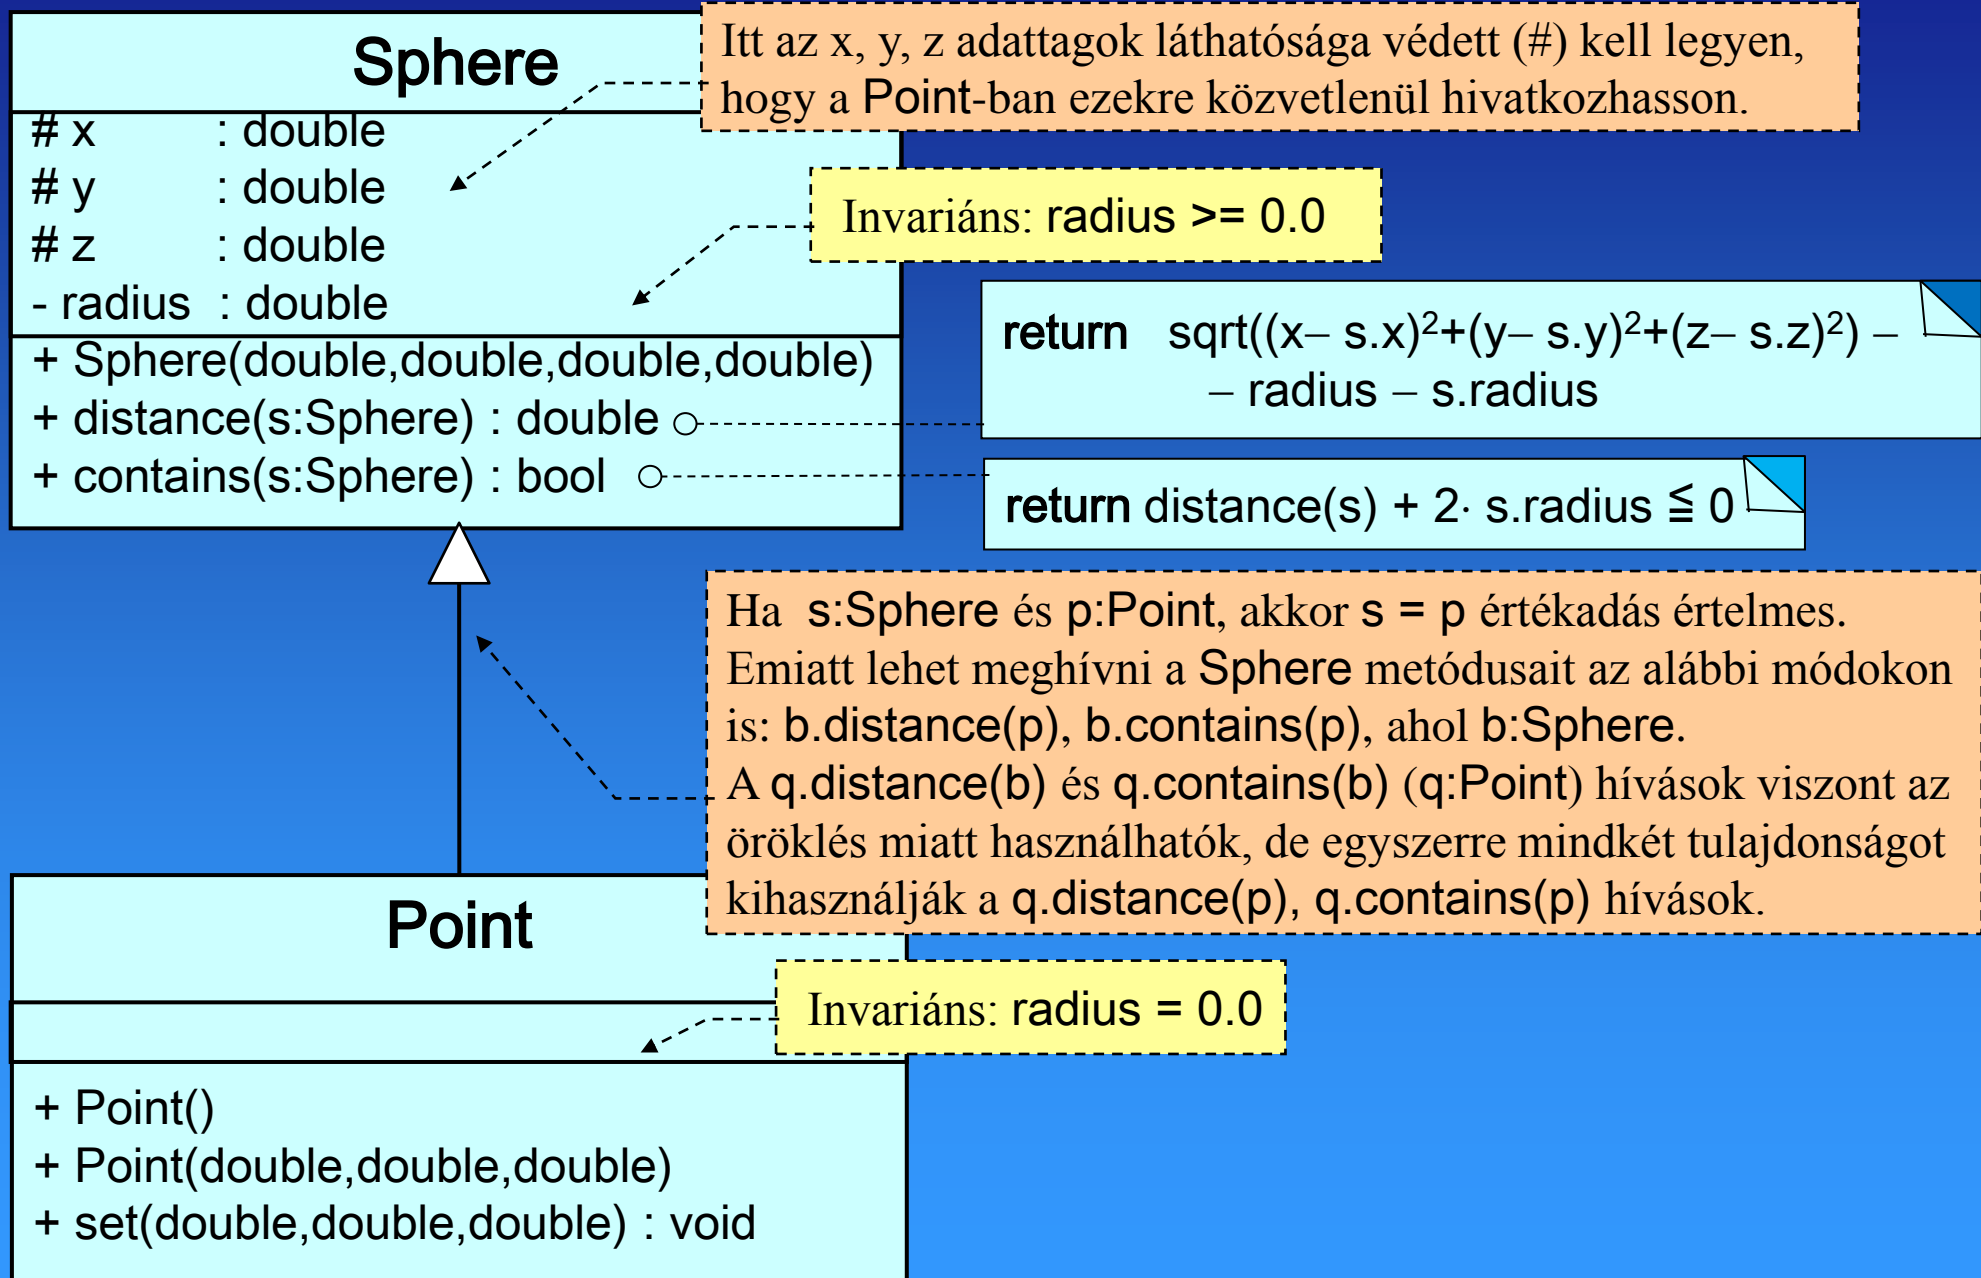 Sphere
Itt az x, y, z adattagok láthatósága védett (#) kell legyen,
hogy a Point-ban ezekre közvetlenül hivatkozhasson.
# x : double
# y : double
# z : double
- radius : double
Invariáns: radius >= 0.0
+ Sphere(double,double,double,double)
+ distance(s:Sphere) : double
+ contains(s:Sphere) : bool
return sqrt((x– s.x)²+(y– s.y)²+(z– s.z)²) –
– radius – s.radius
return distance(s) + 2· s.radius ≦ 0
Ha s:Sphere és p:Point, akkor s = p értékadás értelmes.
Emiatt lehet meghívni a Sphere metódusait az alábbi módokon
is: b.distance(p), b.contains(p), ahol b:Sphere.
A q.distance(b) és q.contains(b) (q:Point) hívások viszont az
öröklés miatt használhatók, de egyszerre mindkét tulajdonságot
kihasználják a q.distance(p), q.contains(p) hívások.
Point
Invariáns: radius = 0.0
+ Point()
+ Point(double,double,double)
+ set(double,double,double) : void